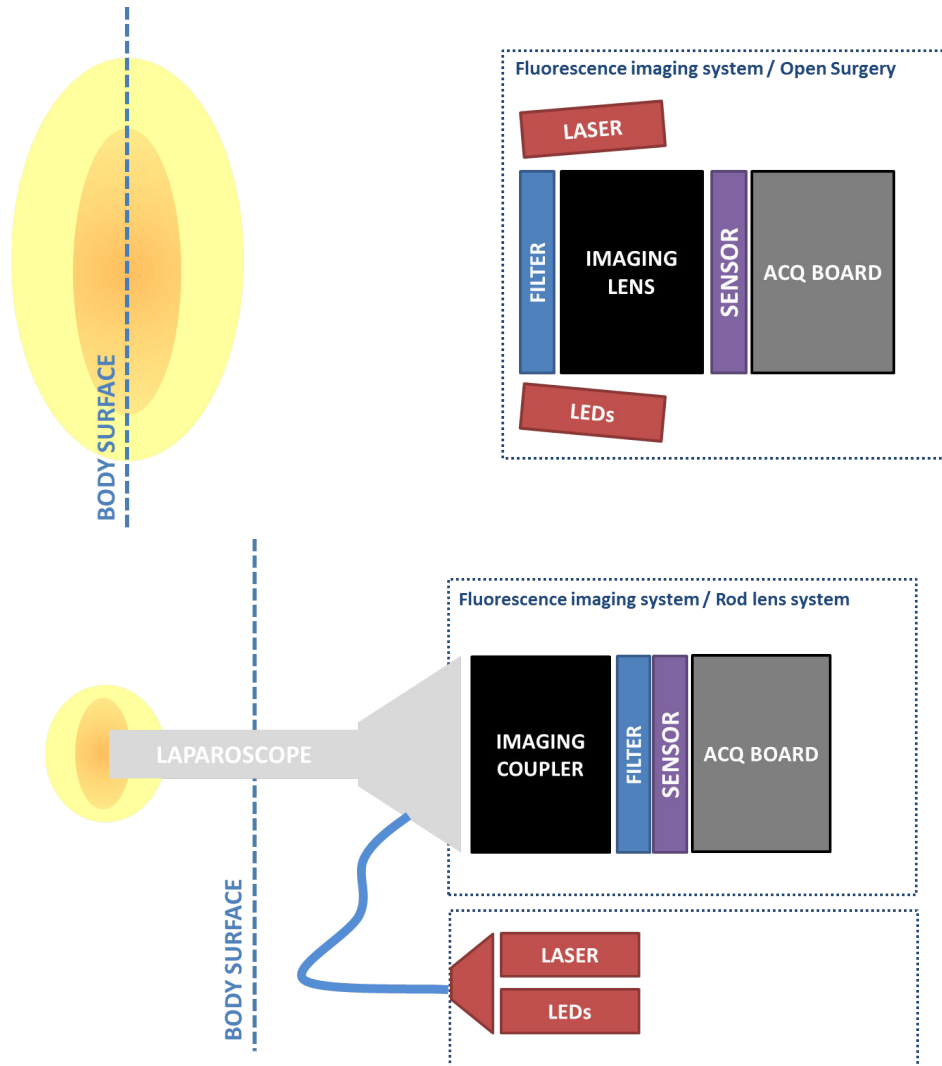 Fluorescence imaging system / Open Surgery
LASER
FILTER
IMAGING
LENS
SENSOR
ACQ BOARD
LEDs
BODY SURFACE
Fluorescence imaging system / Rod lens system
LAPAROSCOPE
IMAGING
COUPLER
FILTER
SENSOR
ACQ BOARD
BODY SURFACE
LASER
LEDs